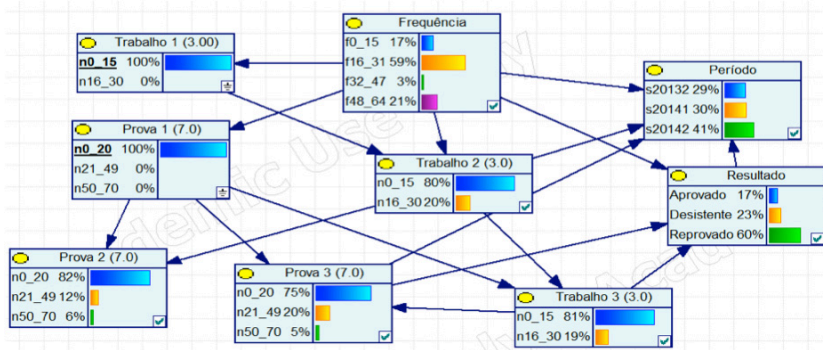 Trabalho 1 (3.00)
n0_15 100%
n16_30 0%
Frequência
f0_15 17%
f16_31 59%
f32_47 3%
f48_64 21%
Período
s20132 29%
s20141 30%
s20142 41%
Prova 1 (7.0)
n0_20 100%
n21_49 0%
n50_70 0%
Trabalho 2 (3.0)
n0_15 80%
n16_30 20%
Resultado
Aprovado 17%
Desistente 23%
Reprovado 60%
Prova 2 (7.0)
n0_20 82%
n21_49 12%
n50_70 6%
Prova 3 (7.0)
n0_20 75%
n21_49 20%
n50_70 5%
Trabalho 3 (3.0)
n0_15 81%
n16_30 19%